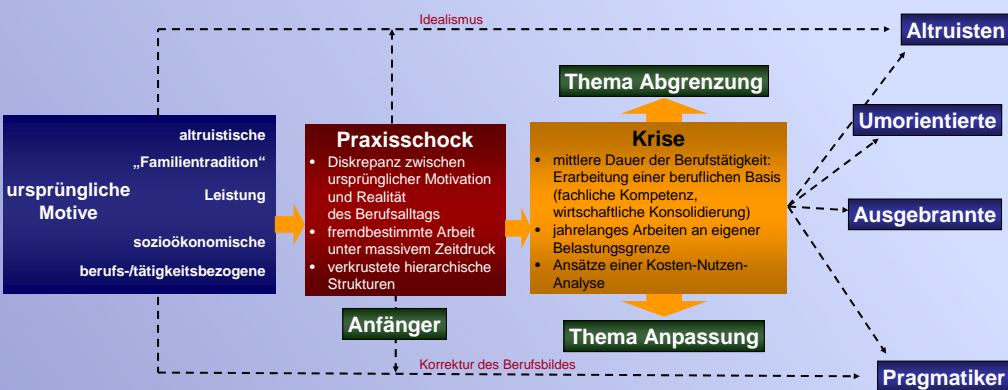 Idealismus
ursprüngliche
Motive
altruistische
„Familientradition“
Leistung
sozioökonomische
berufs-/tätigkeitsbezogene
Praxisschock
• Diskrepanz zwischen
ursprünglicher Motivation
und Realität
des Berufsalltags
• fremdbestimmte Arbeit
unter massivem Zeitdruck
• verkrustete hierarchische
Strukturen
Anfänger
Korrektur des Berufsbildes
Thema Abgrenzung
Krise
• mittlere Dauer der Berufstätigkeit:
Erarbeitung einer beruflichen Basis
(fachliche Kompetenz,
wirtschaftliche Konsolidierung)
• jahrelanges Arbeiten an eigener
Belastungsgrenze
• Ansätze einer Kosten-Nutzen-
Analyse
Thema Anpassung
Altruisten
Umorientierte
Ausgebrannte
Pragmatiker